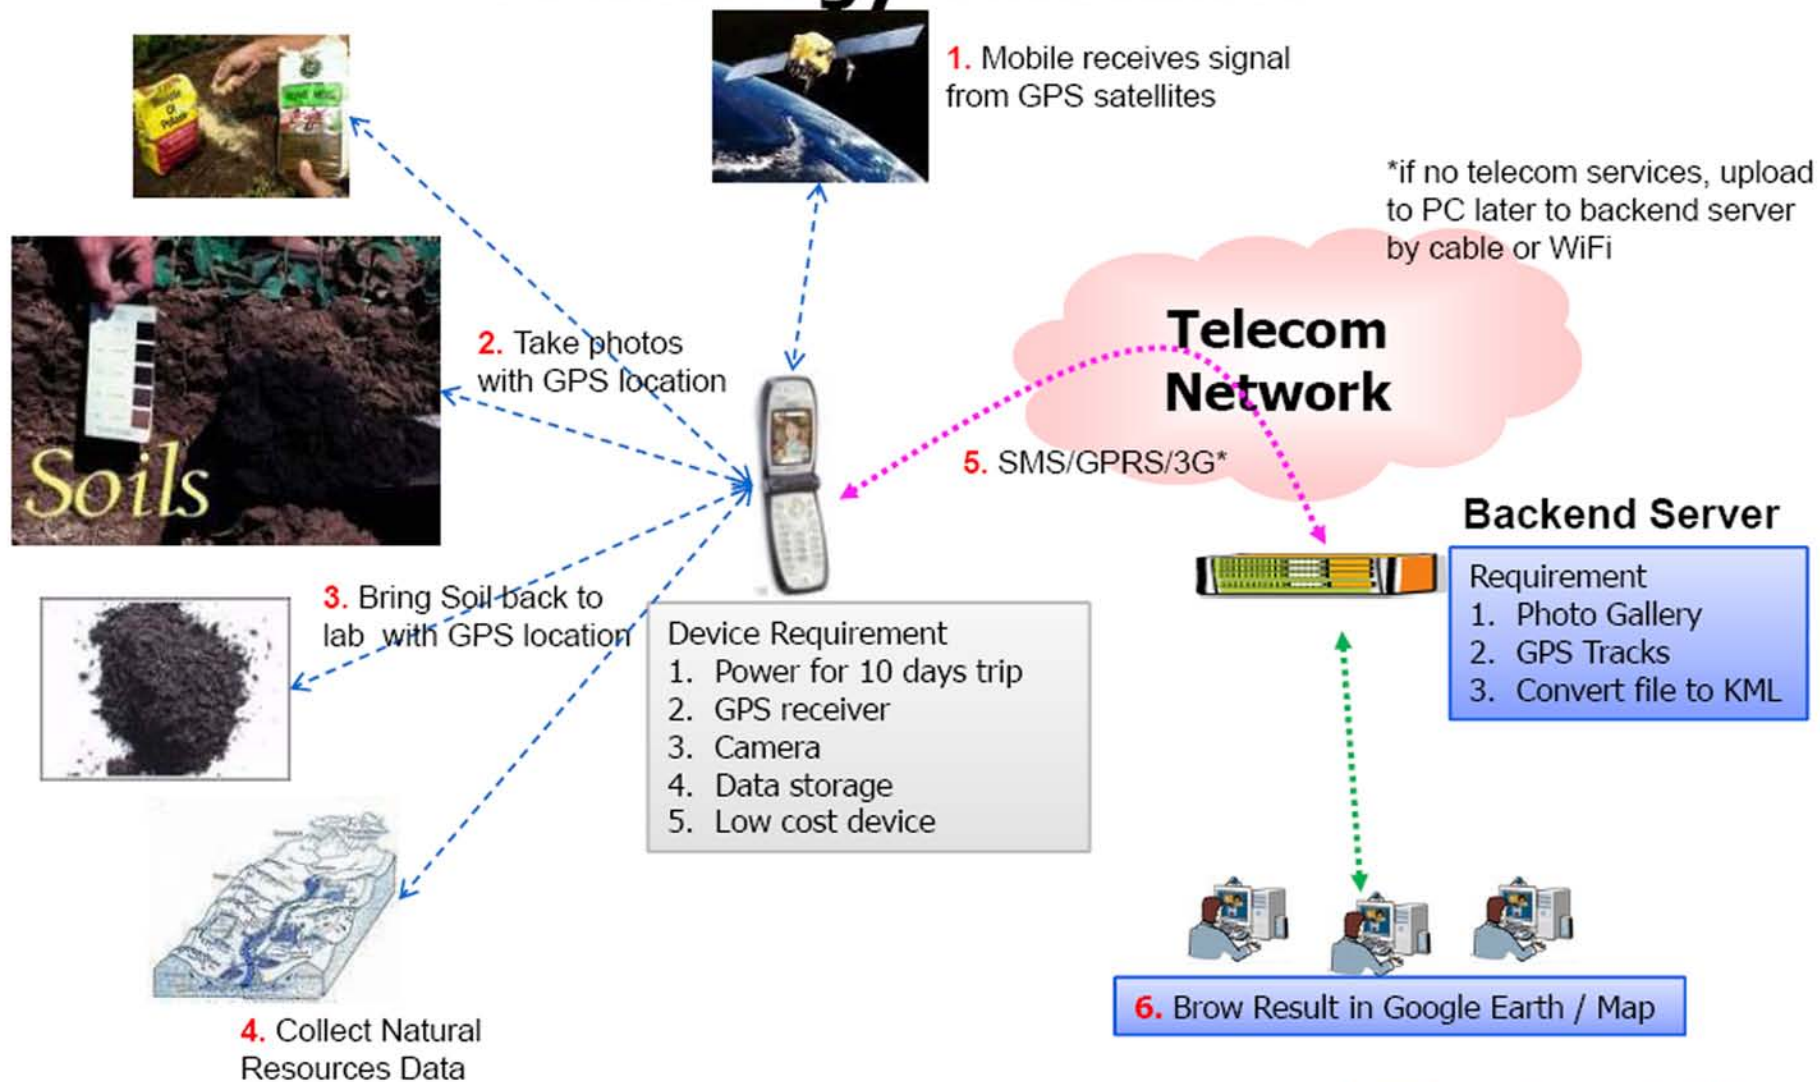 gy
1. Mobile receives signal
from GPS satellites
*if no telecom services, upload
to PC later to backend server
by cable or WiFi
Muriate
Of
Potash
2. Take photos
with GPS location
Telecom
Network
Soils
5. SMS/GPRS/3G*
Backend Server
Requirement
1. Photo Gallery
2. GPS Tracks
3. Convert file to KML
3. Bring Soil back to
lab with GPS location
Device Requirement
1. Power for 10 days trip
2. GPS receiver
3. Camera
4. Data storage
5. Low cost device
6. Brow Result in Google Earth / Map
4. Collect Natural
Resources Data